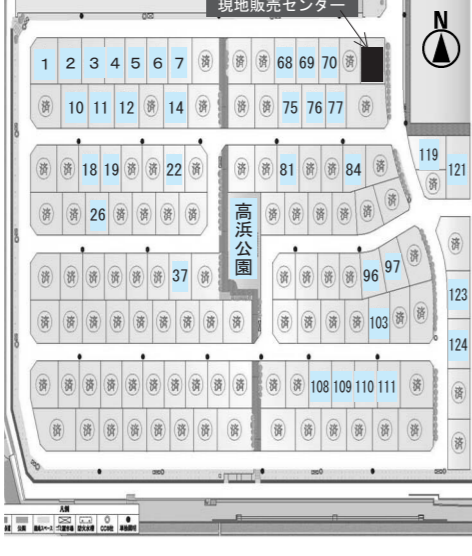 現地販売センター
N
1 2 3 4 5 6 7 済 済 済 68 69 70 済
済 10 11 12 済 14 済 済 済 75 76 77 済
済 済 18 19 済 済 22 済 済 済 81 済 済 84 済 119 121
済 済 26 済 済 済 済 済 済 済 済 済 済 済
高浜公園
済 済 済 済 済 済 37 済 済 済 済 済 96 97 済 123
済 済 済 済 済 済 済 済 済 済 済 済 済 103 済 済 124
済 済 済 済 済 済 済 済 済 済 済 108 109 110 111 済
済 済 済 済 済 済 済 済 済 済 済 済 済 済 済 済 済
凡例